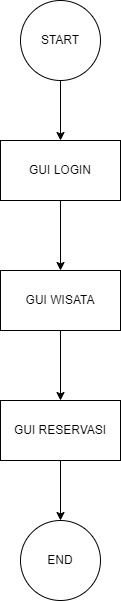 START
GUI LOGIN
GUI WISATA
GUI RESERVASI
END